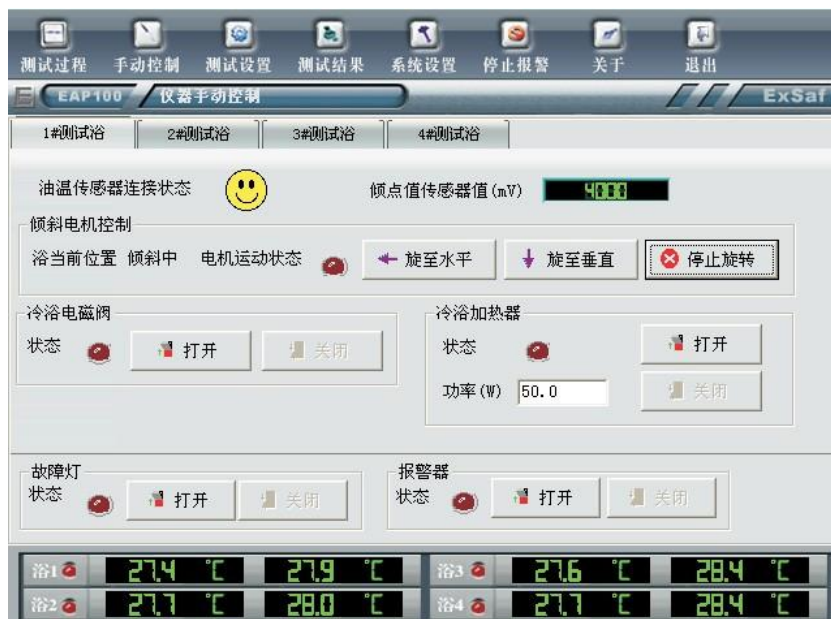 测试过程 手动控制 测试设置 测试结果 系统设置 停止报警 关于 退出
EAP100 仪器手动控制 ExSaf
1#测试浴 2#测试浴 3#测试浴 4#测试浴
油温传感器连接状态 倾点值传感器值(mV) 4000
倾斜电机控制
浴当前位置 倾斜中 电机运动状态 旋至水平 旋至垂直 停止旋转
冷浴电磁阀 冷浴加热器
状态 打开 关闭 状态 打开
功率(W) 50.0 关闭
故障灯 报警器
状态 打开 关闭 状态 打开 关闭
浴1 27.4 ℃ 27.9 ℃ 浴3 27.6 ℃ 28.4 ℃
浴2 27.7 ℃ 28.0 ℃ 浴4 27.7 ℃ 28.4 ℃